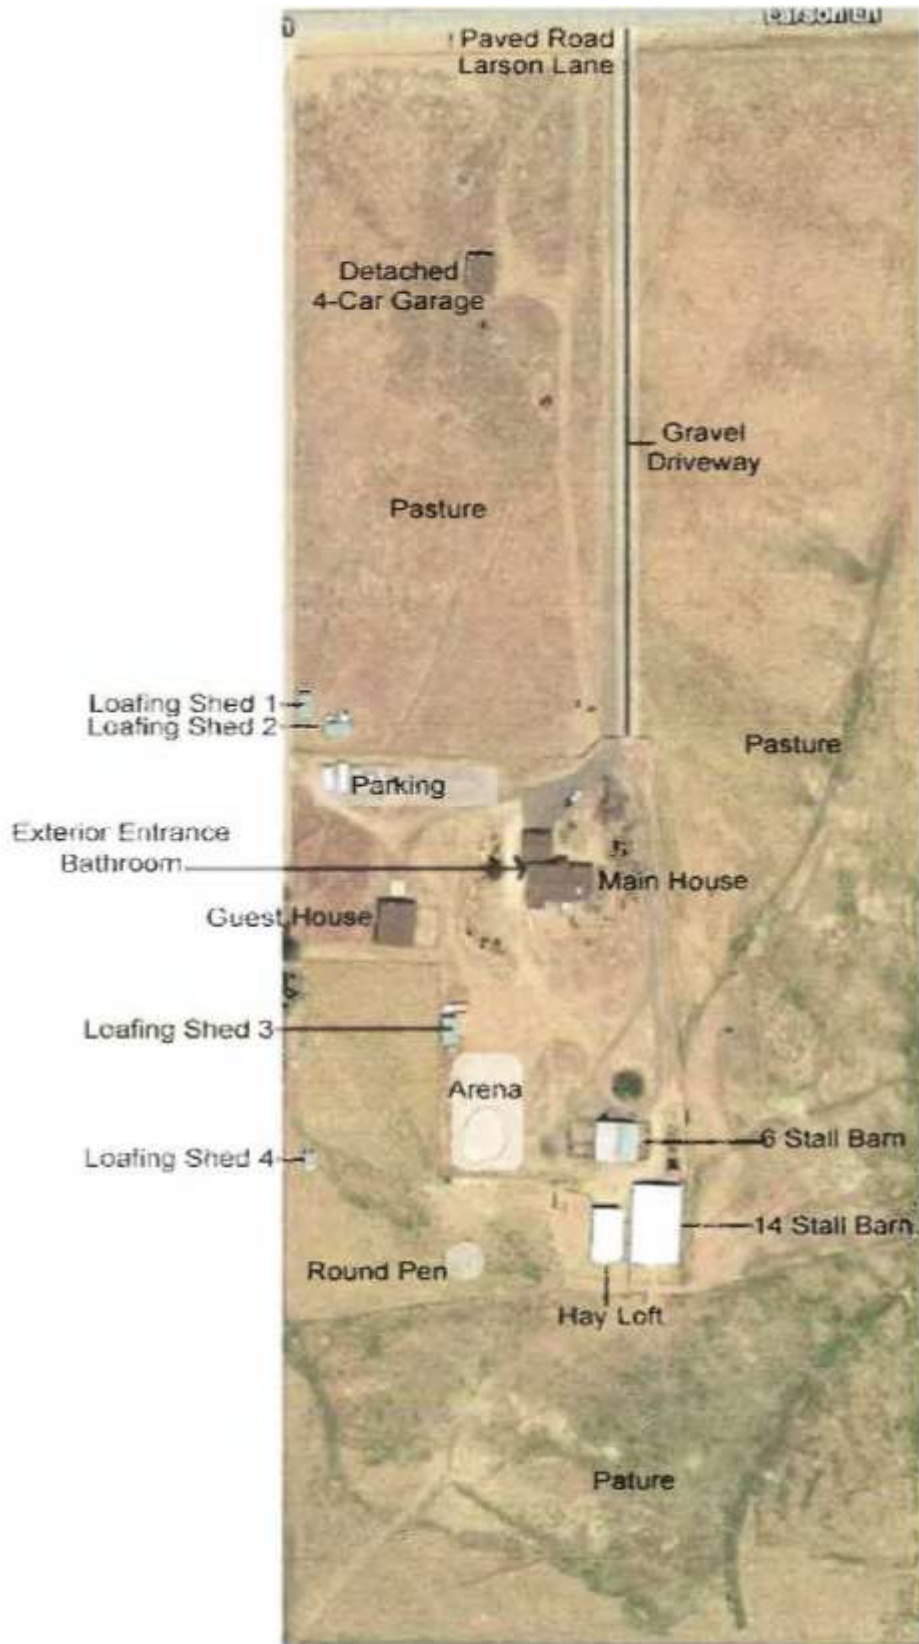 Larson Ln
Paved Road
Larson Lane
Detached
4-Car Garage
Gravel
Driveway
Pasture
Loafing Shed 1
Loafing Shed 2
Pasture
Parking
Exterior Entrance
Bathroom
Main House
Guest House
Loafing Shed 3
Arena
6 Stall Barn
Loafing Shed 4
14 Stall Barn
Round Pen
Hay Loft
Pature